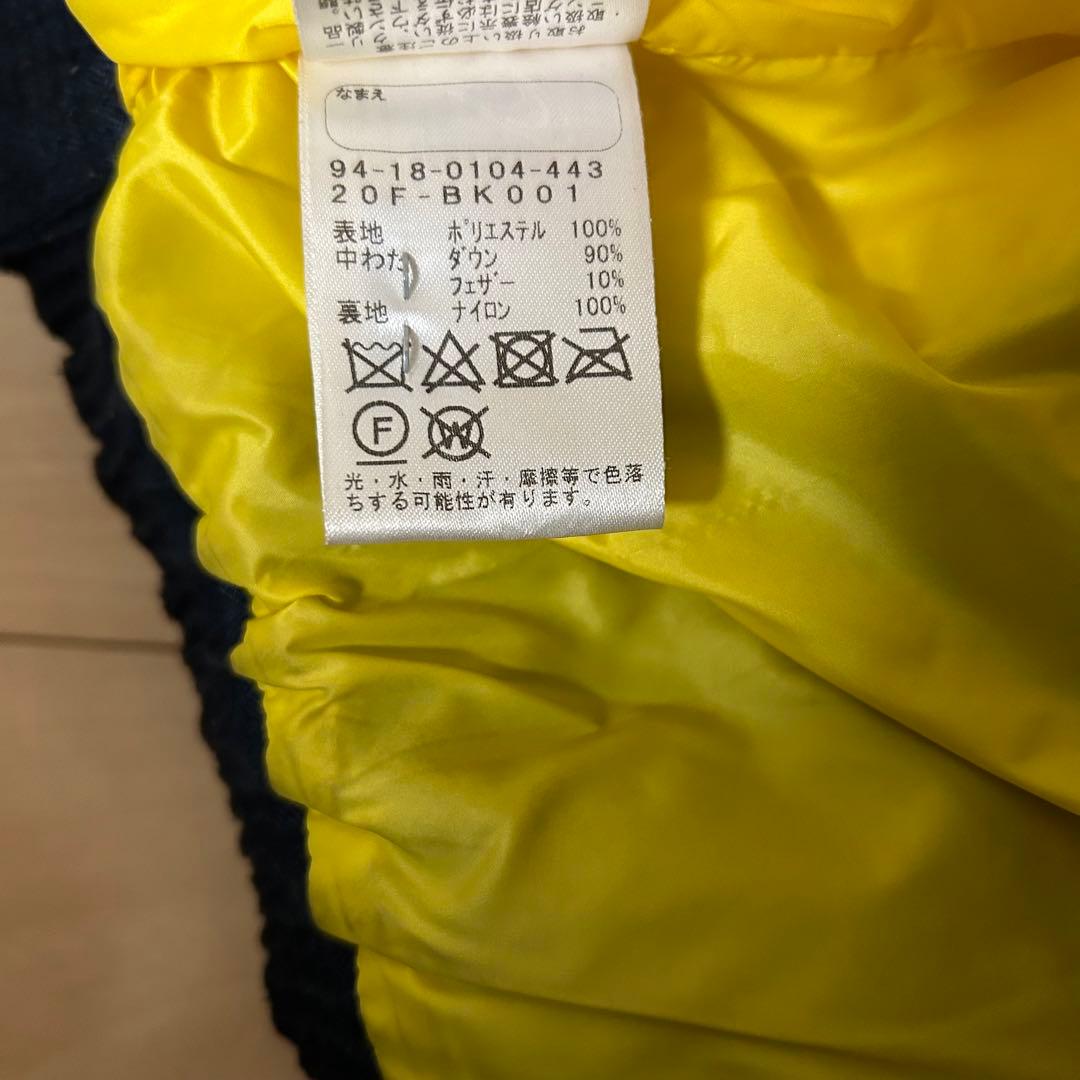 なまえ
94-18-0104-443
20F-BK001
表地 ポリエステル 100%
中わた ダウン 90%
フェザー 10%
裏地 ナイロン 100%
F
W
光・水・雨・汗・摩擦等で色落
ちする可能性が有ります。